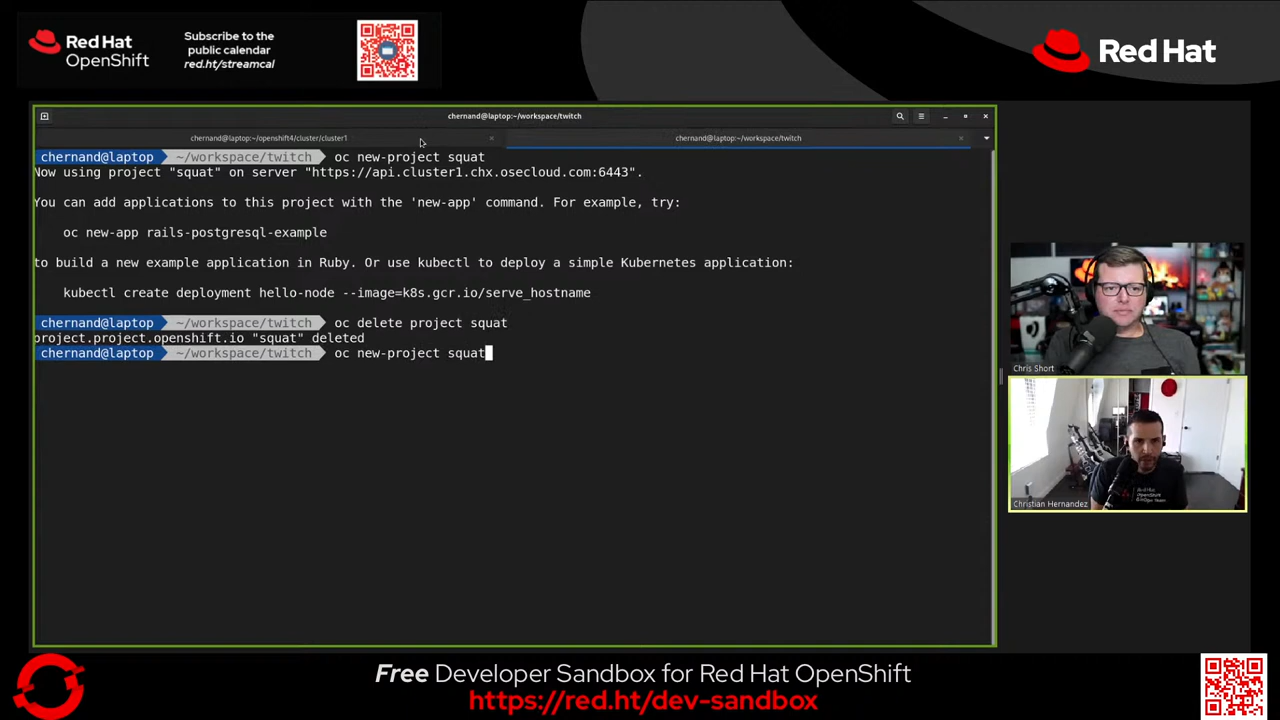 Red Hat
OpenShift
Subscribe to the
public calendar
red.ht/streamcal
Red Hat
chernand@laptop:~/workspace/twitch
chernand@laptop:~/openshift4/cluster/cluster1
chernand@laptop:~/workspace/twitch
chernand@laptop ~/workspace/twitch oc new-project squat
Now using project "squat" on server "https://api.cluster1.chx.osecloud.com:6443".
You can add applications to this project with the 'new-app' command. For example, try:
oc new-app rails-postgresql-example
to build a new example application in Ruby. Or use kubectl to deploy a simple Kubernetes application:
kubectl create deployment hello-node --image=k8s.gcr.io/serve_hostname
chernand@laptop ~/workspace/twitch oc delete project squat
project.project.openshift.io "squat" deleted
chernand@laptop ~/workspace/twitch oc new-project squat
Chris Short
Christian Hernandez
Free Developer Sandbox for Red Hat OpenShift
https://red.ht/dev-sandbox